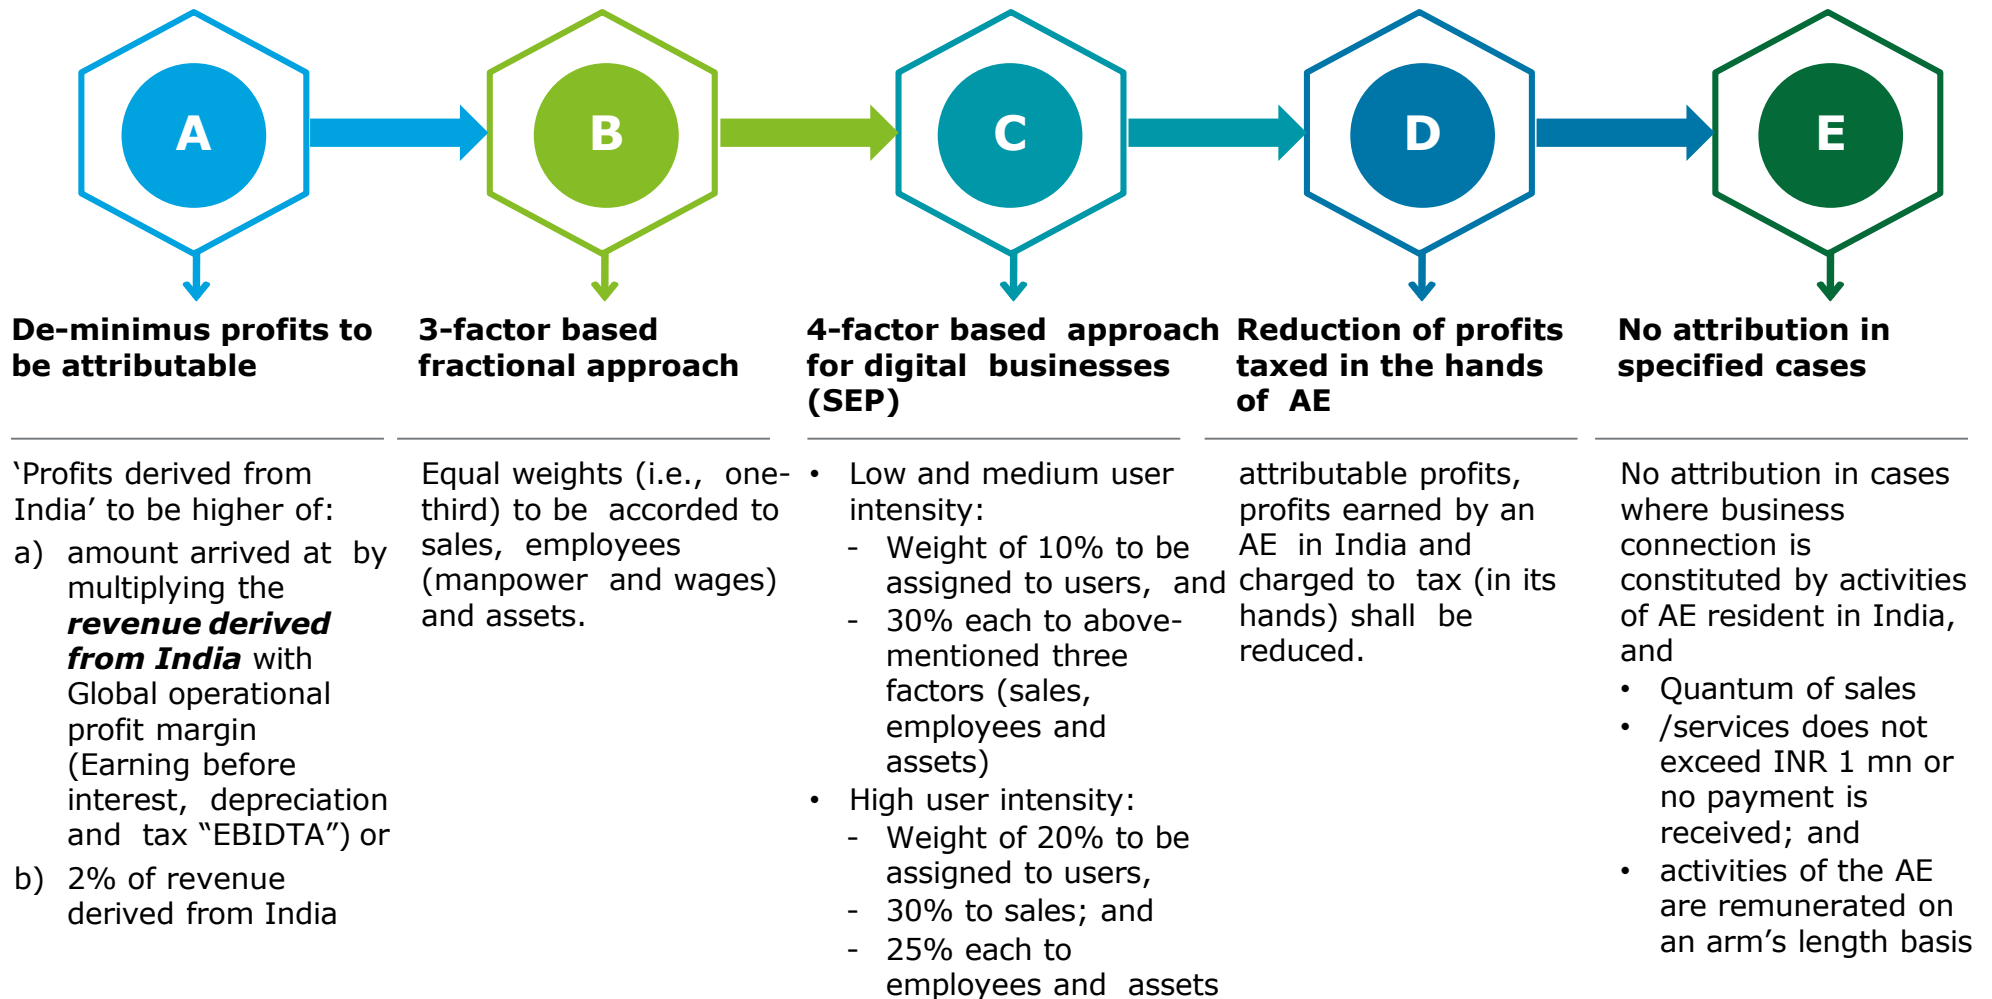 A
B
C
D
E
De-minimus profits to
be attributable
‘Profits derived from
India’ to be higher of:
a) amount arrived at by
multiplying the
revenue derived
from India with
Global operational
profit margin
(Earning before
interest, depreciation
and tax “EBIDTA”) or
b) 2% of revenue
derived from India
3-factor based
fractional approach
Equal weights (i.e., one-
third) to be accorded to
sales, employees
(manpower and wages)
and assets.
4-factor based approach
for digital businesses
(SEP)
• Low and medium user
intensity:
- Weight of 10% to be
assigned to users, and
- 30% each to above-
mentioned three
factors (sales,
employees and
assets)
• High user intensity:
- Weight of 20% to be
assigned to users,
- 30% to sales; and
- 25% each to
employees and assets
Reduction of profits
taxed in the hands
of AE
attributable profits,
profits earned by an
AE in India and
charged to tax (in its
hands) shall be
reduced.
No attribution in
specified cases
No attribution in cases
where business
connection is
constituted by activities
of AE resident in India,
and
• Quantum of sales
• /services does not
exceed INR 1 mn or
no payment is
received; and
• activities of the AE
are remunerated on
an arm’s length basis